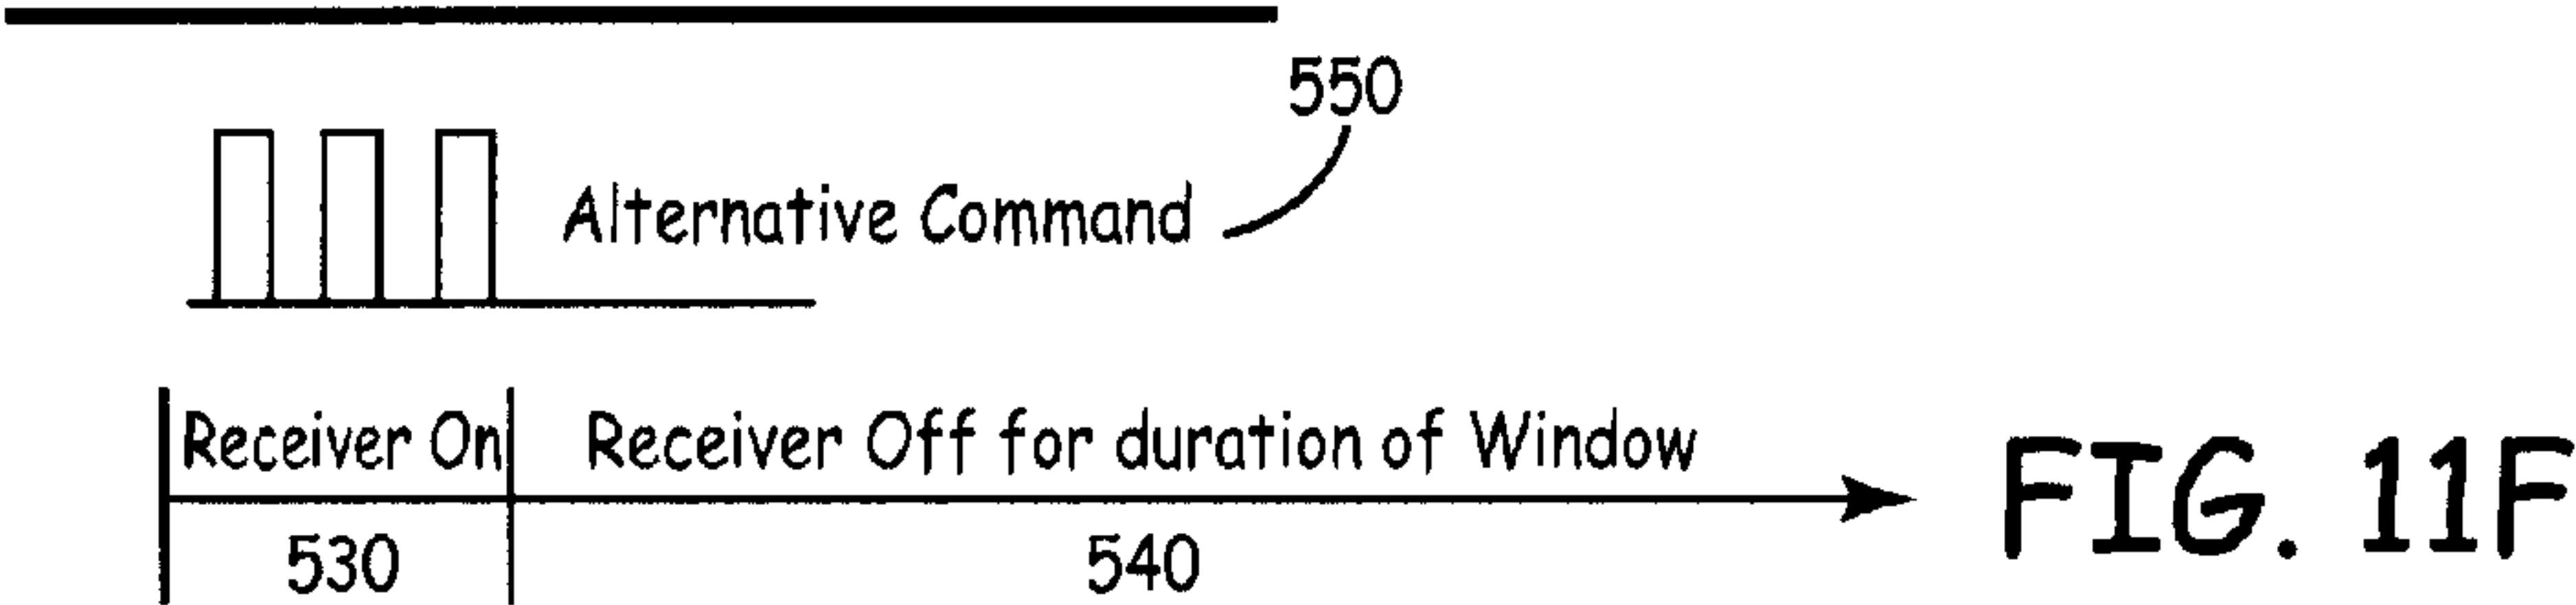 550
Alternative Command
Receiver On
Receiver Off for duration of Window
530
540
FIG. 11F